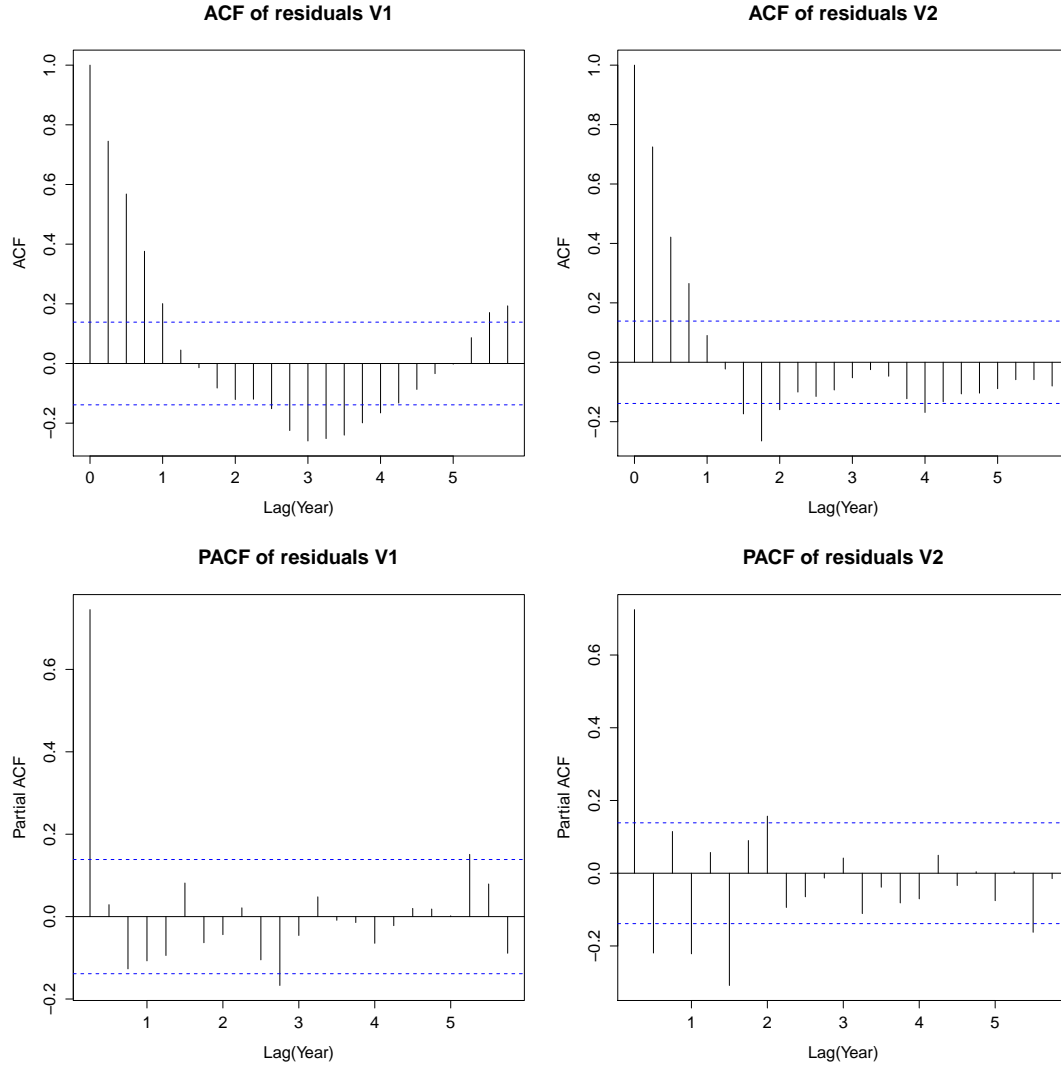 ACF of residuals V1
ACF
1.0
0.8
0.6
0.4
0.2
0.0
−0.2
0 1 2 3 4 5
Lag(Year)
ACF of residuals V2
ACF
1.0
0.8
0.6
0.4
0.2
0.0
−0.2
0 1 2 3 4 5
Lag(Year)
PACF of residuals V1
Partial ACF
0.6
0.4
0.2
0.0
−0.2
1 2 3 4 5
Lag(Year)
PACF of residuals V2
Partial ACF
0.6
0.4
0.2
0.0
−0.2
1 2 3 4 5
Lag(Year)